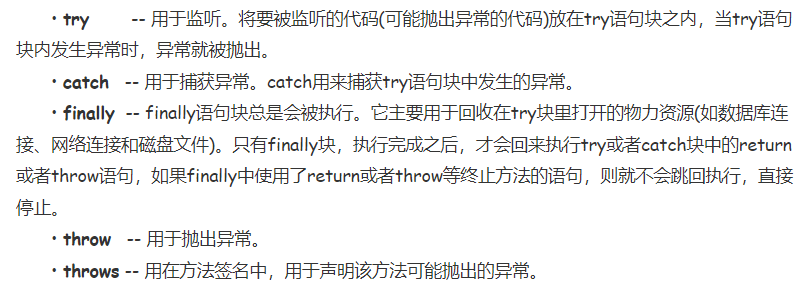 • try -- 用于监听。将要被监听的代码(可能抛出异常的代码)放在try语句块之内，当try语句
块内发生异常时，异常就被抛出。
• catch -- 用于捕获异常。catch用来捕获try语句块中发生的异常。
• finally -- finally语句块总是会被执行。它主要用于回收在try块里打开的物力资源(如数据库连
接、网络连接和磁盘文件)。只有finally块，执行完成之后，才会回来执行try或者catch块中的return
或者throw语句，如果finally中使用了return或者throw等终止方法的语句，则就不会跳回执行，直接
停止。
• throw -- 用于抛出异常。
• throws -- 用在方法签名中，用于声明该方法可能抛出的异常。